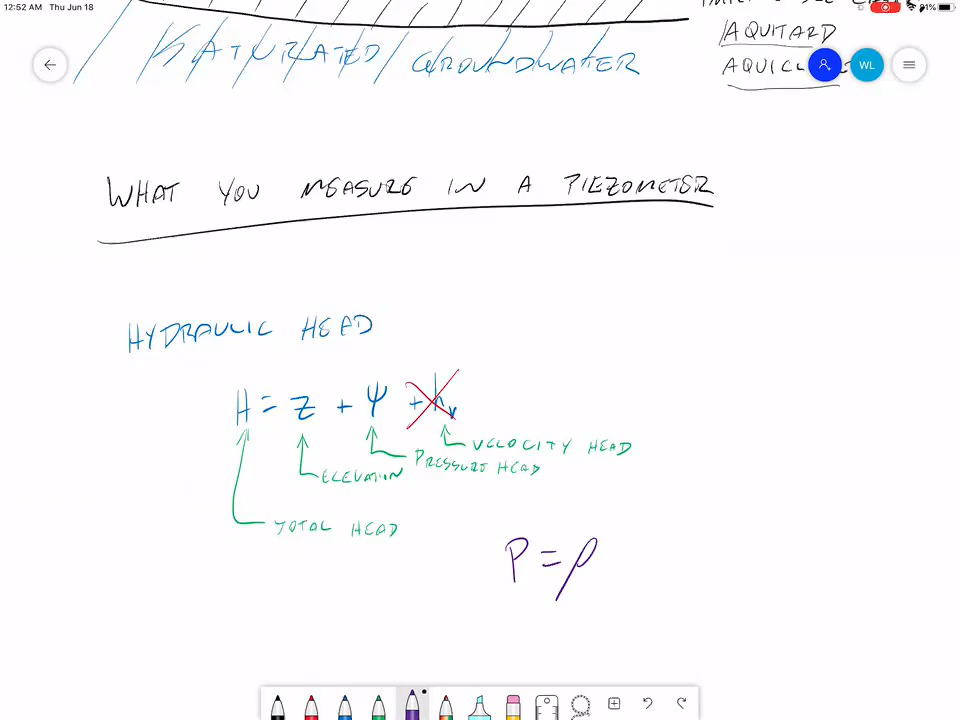 12:52 AM Thu Jun 18
91%
AQUITARD
SATURATED GROUNDWATER
WL
WHAT YOU MEASURE IN A PIEZOMETER
HYDRAULIC HEAD
H = z + ψ + hv
VELOCITY HEAD
PRESSURE HEAD
ELEVATION
TOTAL HEAD
P = ρ